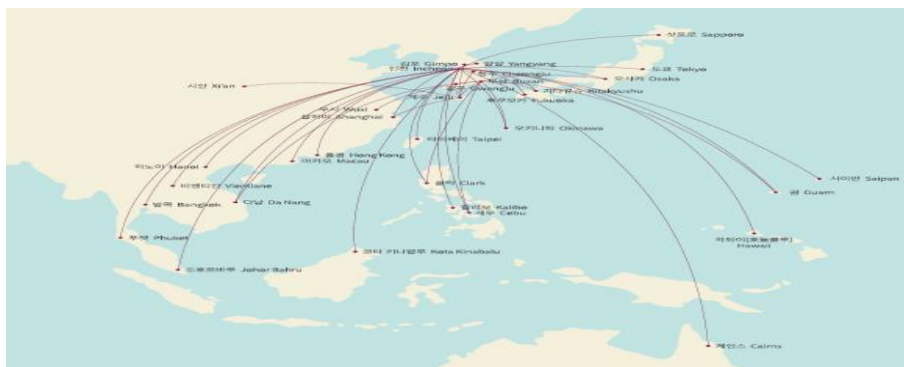 삿포로 Sapporo
김포 Gimpo
양양 Yangyang
인천 Incheon
도쿄 Tokyo
청주 Cheongju
오사카 Osaka
부산 Busan
시안 Xi'an
광주 Gwangju
기타큐슈 Kitakyushu
제주 Jeju
후쿠오카 Fukuoka
우시 Wuxi
상하이 Shanghai
오키나와 Okinawa
타이베이 Taipei
홍콩 Hong Kong
마카오 Macau
하노이 Hanoi
사이판 Saipan
비엔티안 Vientiane
클락 Clark
괌 Guam
방콕 Bangkok
다낭 Da Nang
칼리보 Kalibo
세부 Cebu
푸켓 Phuket
하와이(호놀룰루)
Hawaii
코타 키나발루 Kota Kinabalu
조호르바루 Johor Bahru
케언스 Cairns